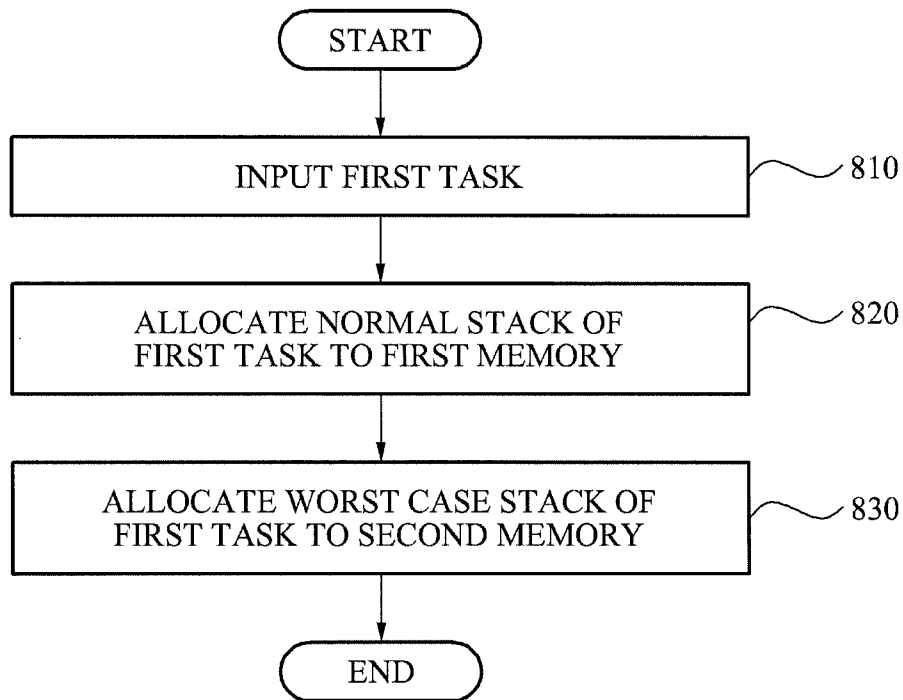 START
INPUT FIRST TASK
810
ALLOCATE NORMAL STACK OF
FIRST TASK TO FIRST MEMORY
820
ALLOCATE WORST CASE STACK OF
FIRST TASK TO SECOND MEMORY
830
END